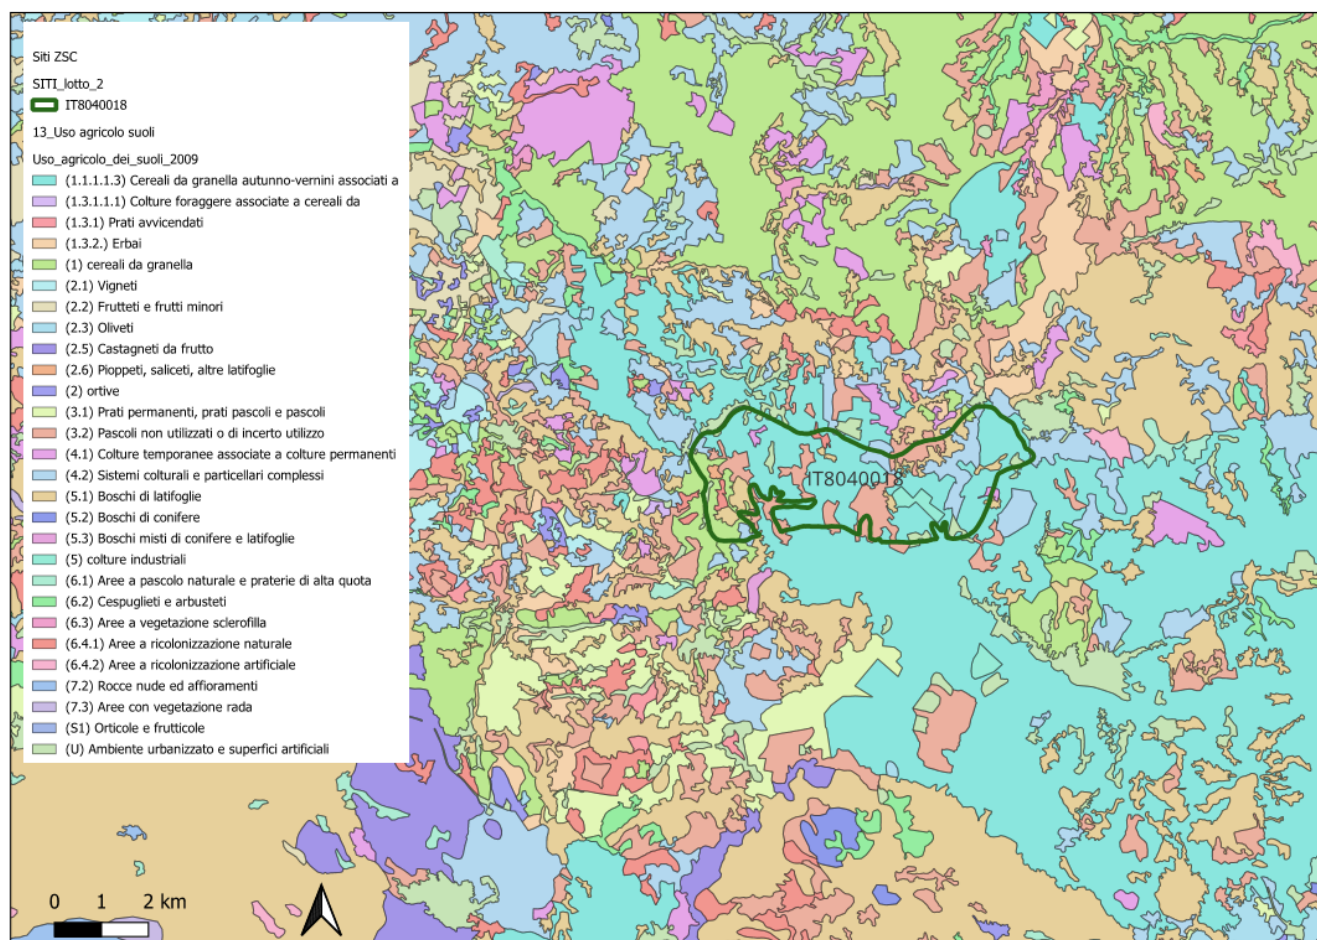 Siti ZSC
SITI_lotto_2
IT8040018
13_Uso agricolo suoli
Uso_agricolo_dei_suoli_2009
(1.1.1.1.3) Cereali da granella autunno-vernini associati a
(1.3.1.1.1) Colture foraggere associate a cereali da
(1.3.1) Prati avvicendati
(1.3.2.) Erbai
(1) cereali da granella
(2.1) Vigneti
(2.2) Frutteti e frutti minori
(2.3) Oliveti
(2.5) Castagneti da frutto
(2.6) Pioppeti, saliceti, altre latifoglie
(2) ortive
(3.1) Prati permanenti, prati pascoli e pascoli
(3.2) Pascoli non utilizzati o di incerto utilizzo
(4.1) Colture temporanee associate a colture permanenti
(4.2) Sistemi colturali e particellari complessi
(5.1) Boschi di latifoglie
(5.2) Boschi di conifere
(5.3) Boschi misti di conifere e latifoglie
(5) colture industriali
(6.1) Aree a pascolo naturale e praterie di alta quota
(6.2) Cespuglieti e arbusteti
(6.3) Aree a vegetazione sclerofilla
(6.4.1) Aree a ricolonizzazione naturale
(6.4.2) Aree a ricolonizzazione artificiale
(7.2) Rocce nude ed affioramenti
(7.3) Aree con vegetazione rada
(S1) Orticole e frutticole
(U) Ambiente urbanizzato e superfici artificiali
IT8040018
0 1 2 km